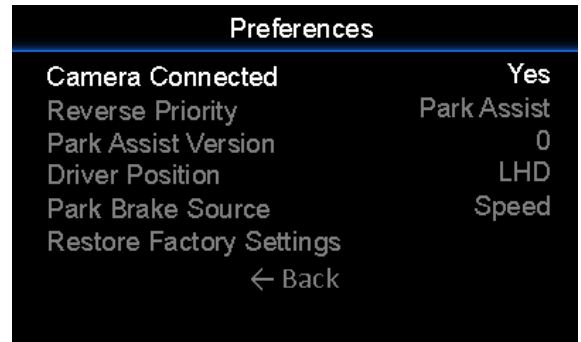 Preferences
Camera Connected Yes
Reverse Priority Park Assist
Park Assist Version 0
Driver Position LHD
Park Brake Source Speed
Restore Factory Settings
← Back